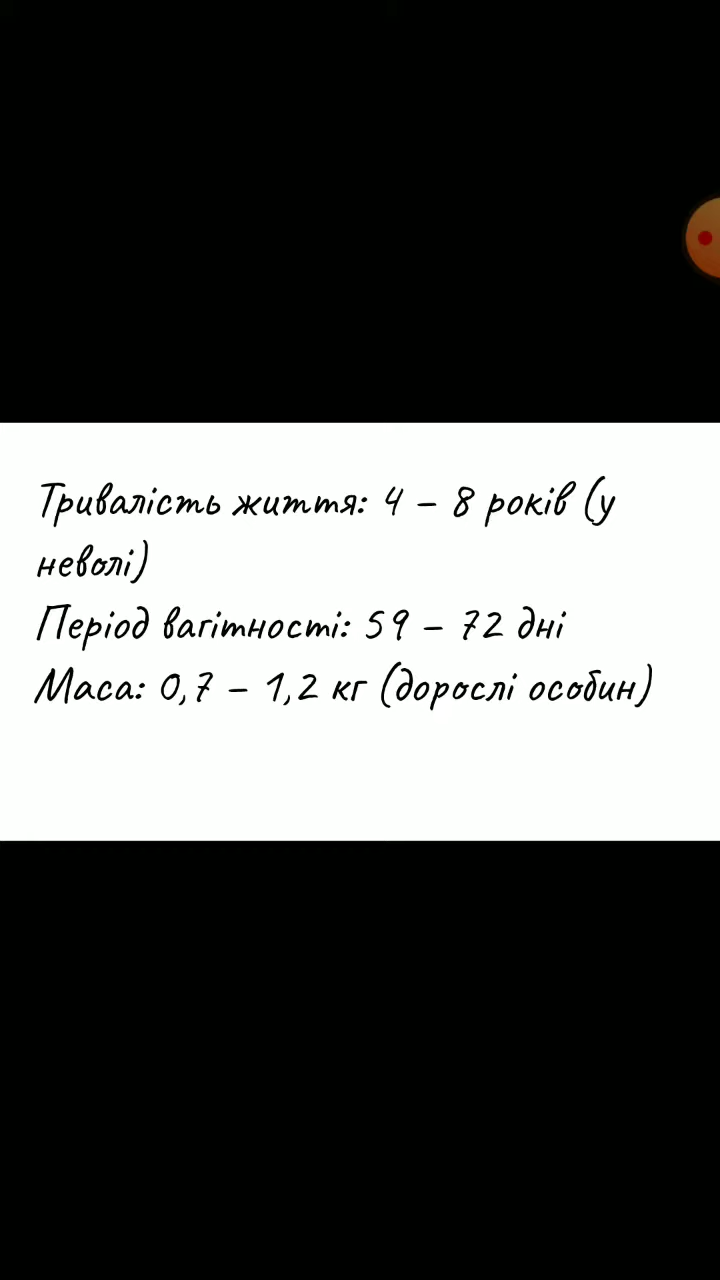 Тривалість життя: 4 – 8 років (у
неволі)
Період вагітності: 59 – 72 дні
Маса: 0,7 – 1,2 кг (дорослі особин)